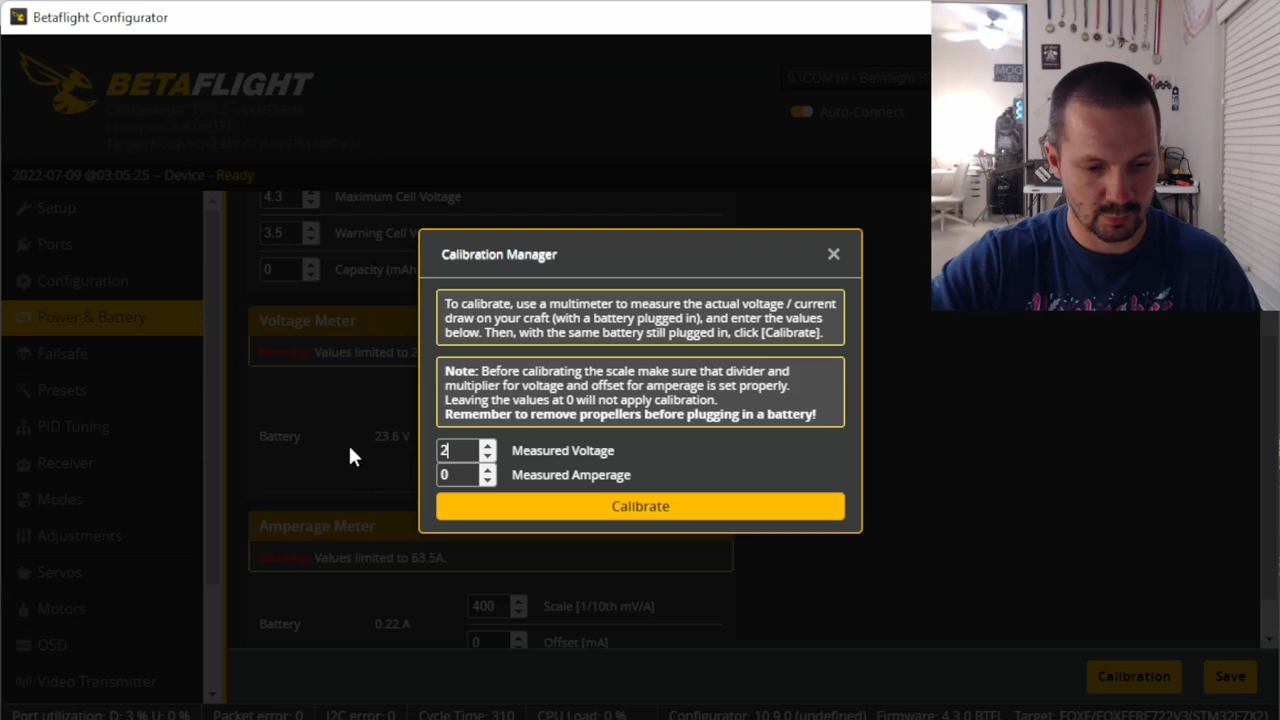 Betaflight Configurator
BETAFLIGHT
Auto-Connect
2022-07-09 @03:05:25 -- Device - Ready
Setup
Ports
Configuration
Power & Battery
Failsafe
Presets
PID Tuning
Receiver
Modes
Adjustments
Servos
Motors
OSD
Video Transmitter
4.3 Maximum Cell Voltage
3.5 Warning Cell V
0 Capacity (mAh
Voltage Meter
Values limited to 2
Battery 23.6 V
Amperage Meter
Values limited to 63.5A.
Battery 0.22 A
400 Scale [1/10th mV/A]
0 Offset [mA]
Calibration Manager
To calibrate, use a multimeter to measure the actual voltage / current
draw on your craft (with a battery plugged in), and enter the values
below. Then, with the same battery still plugged in, click [Calibrate].
Note: Before calibrating the scale make sure that divider and
multiplier for voltage and offset for amperage is set properly.
Leaving the values at 0 will not apply calibration.
Remember to remove propellers before plugging in a battery!
2 Measured Voltage
0 Measured Amperage
Calibrate
Calibration Save
Port utilization: D: 3 % U: 0 % Packet error: 0 I2C error: 0 Cycle Time: 310 CPU Load: 0 % Configurator: 10.9.0 (undefined) Firmware: 4.3.0 BTFL